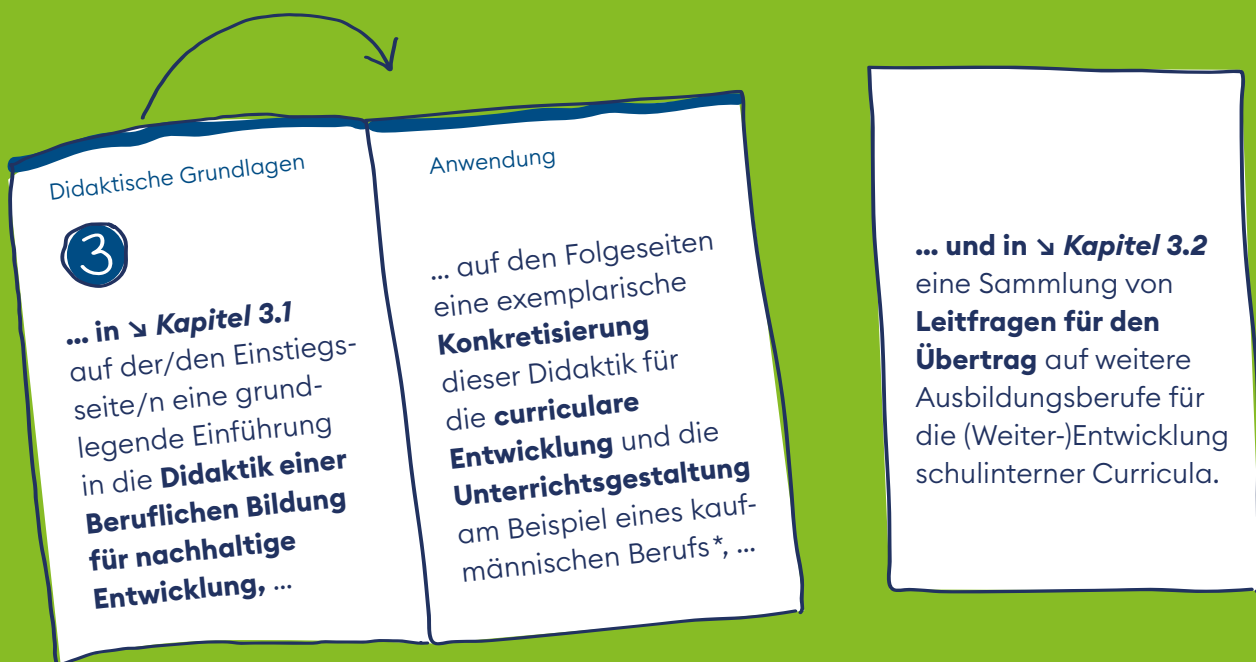 Didaktische Grundlagen
3
... in ↘ Kapitel 3.1
auf der/den Einstiegs-
seite/n eine grund-
legende Einführung
in die Didaktik einer
Beruflichen Bildung
für nachhaltige
Entwicklung, ...
Anwendung
... auf den Folgeseiten
eine exemplarische
Konkretisierung
dieser Didaktik für
die curriculare
Entwicklung und die
Unterrichtsgestaltung
am Beispiel eines kauf-
männischen Berufs*, ...
... und in ↘ Kapitel 3.2
eine Sammlung von
Leitfragen für den
Übertrag auf weitere
Ausbildungsberufe für
die (Weiter-)Entwicklung
schulinterner Curricula.